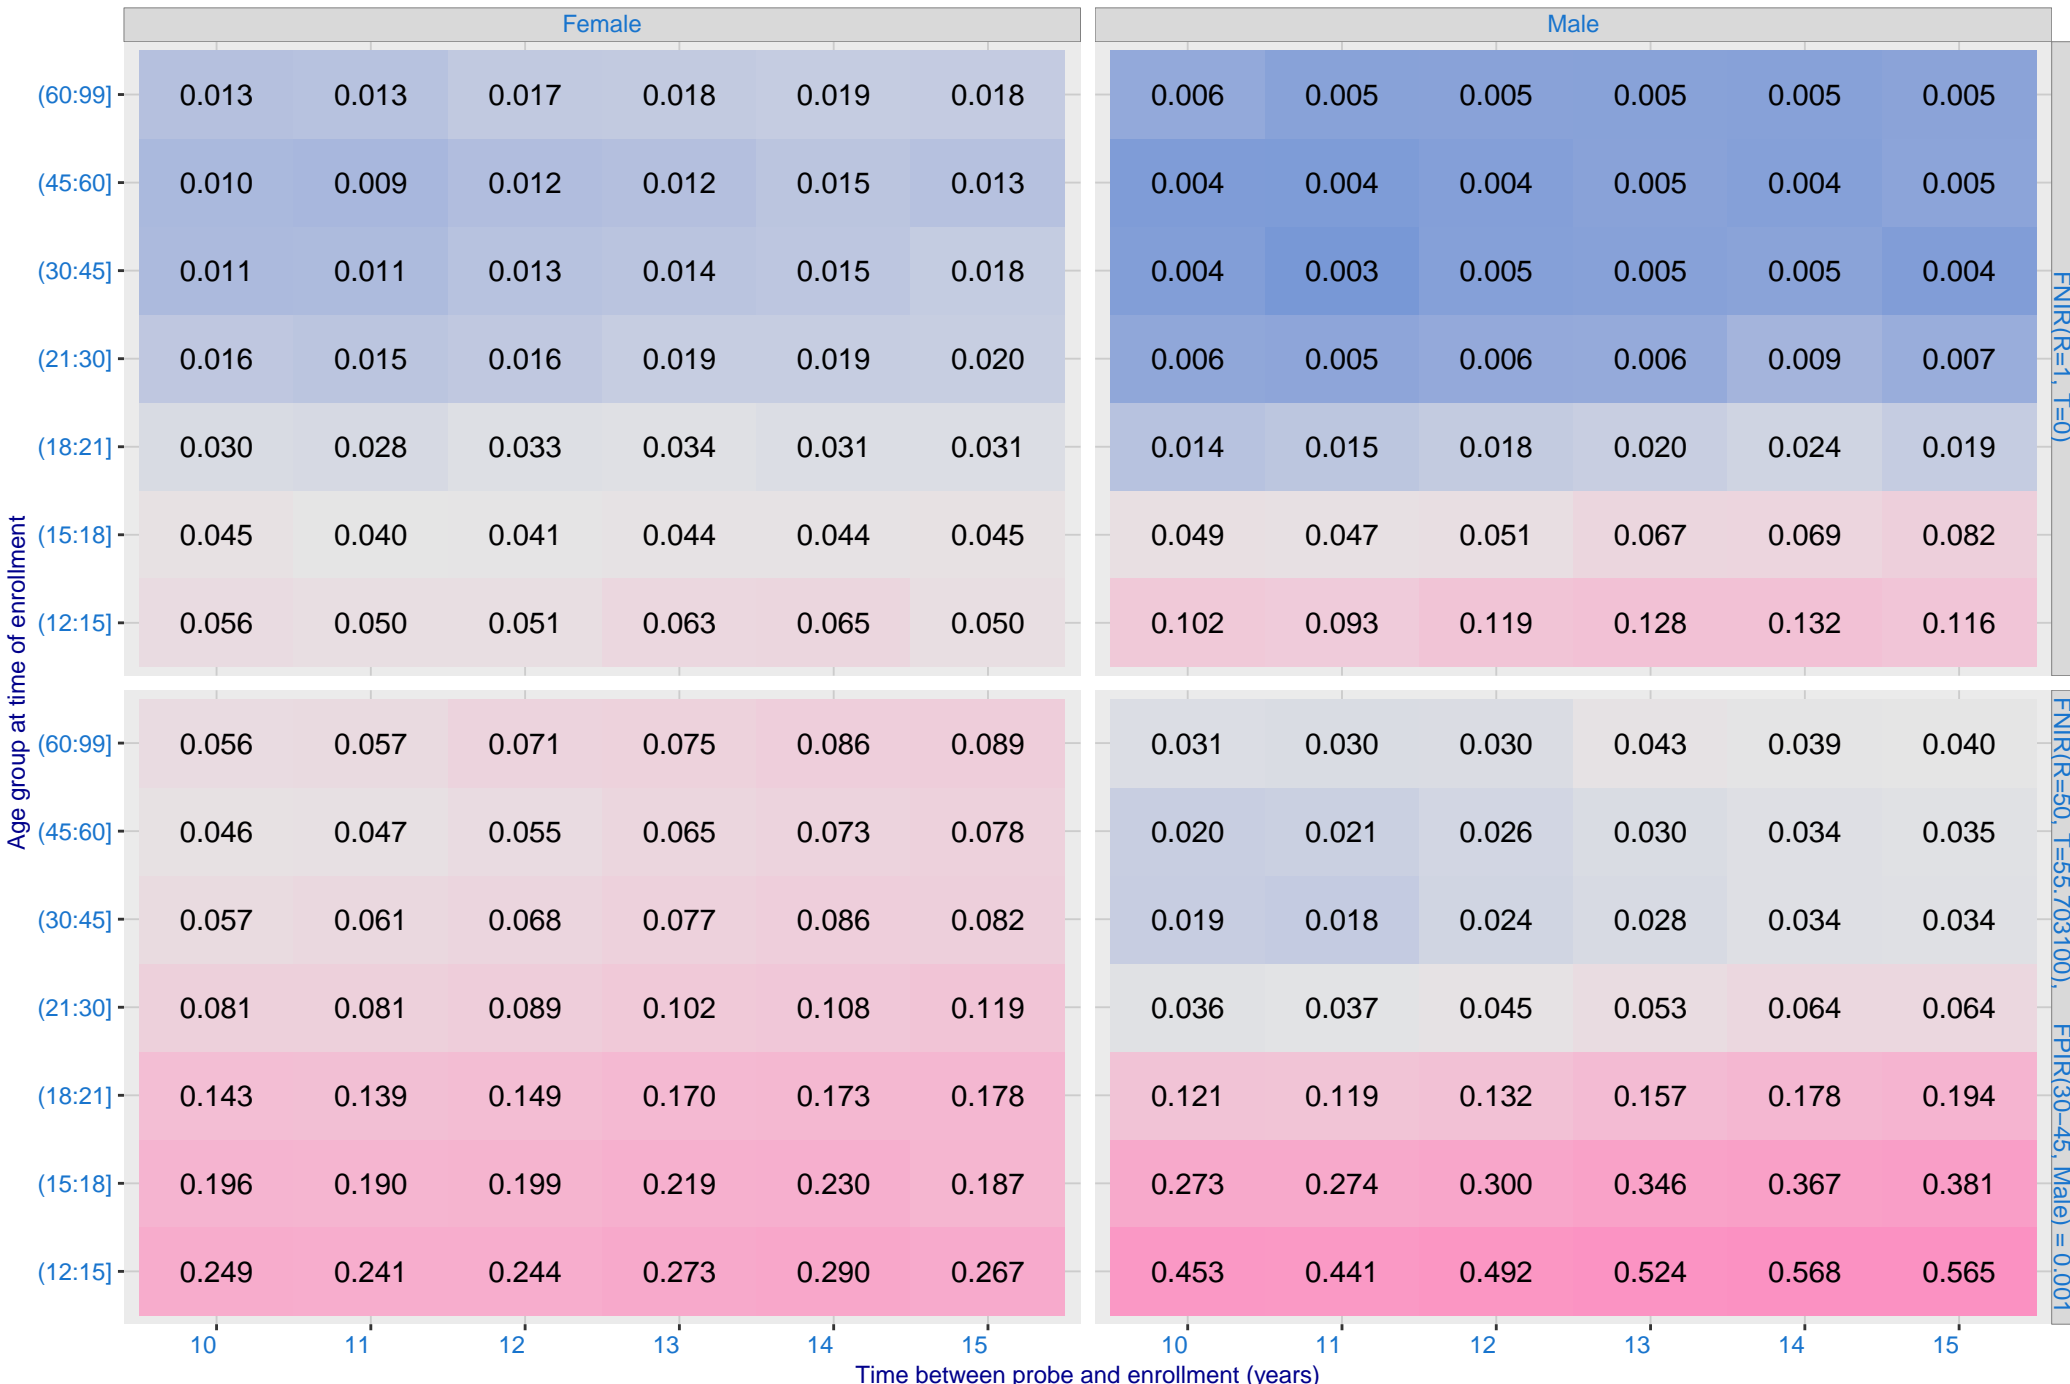 Female Male
(60:99] 0.013 0.013 0.017 0.018 0.019 0.018 0.006 0.005 0.005 0.005 0.005 0.005
(45:60] 0.010 0.009 0.012 0.012 0.015 0.013 0.004 0.004 0.004 0.005 0.004 0.005
(30:45] 0.011 0.011 0.013 0.014 0.015 0.018 0.004 0.003 0.005 0.005 0.005 0.004
(21:30] 0.016 0.015 0.016 0.019 0.019 0.020 0.006 0.005 0.006 0.006 0.009 0.007
(18:21] 0.030 0.028 0.033 0.034 0.031 0.031 0.014 0.015 0.018 0.020 0.024 0.019
(15:18] 0.045 0.040 0.041 0.044 0.044 0.045 0.049 0.047 0.051 0.067 0.069 0.082
(12:15] 0.056 0.050 0.051 0.063 0.065 0.050 0.102 0.093 0.119 0.128 0.132 0.116
FNIR(R=1, T=0)
Age group at time of enrollment
(60:99] 0.056 0.057 0.071 0.075 0.086 0.089 0.031 0.030 0.030 0.043 0.039 0.040
(45:60] 0.046 0.047 0.055 0.065 0.073 0.078 0.020 0.021 0.026 0.030 0.034 0.035
(30:45] 0.057 0.061 0.068 0.077 0.086 0.082 0.019 0.018 0.024 0.028 0.034 0.034
(21:30] 0.081 0.081 0.089 0.102 0.108 0.119 0.036 0.037 0.045 0.053 0.064 0.064
(18:21] 0.143 0.139 0.149 0.170 0.173 0.178 0.121 0.119 0.132 0.157 0.178 0.194
(15:18] 0.196 0.190 0.199 0.219 0.230 0.187 0.273 0.274 0.300 0.346 0.367 0.381
(12:15] 0.249 0.241 0.244 0.273 0.290 0.267 0.453 0.441 0.492 0.524 0.568 0.565
FNIR(R=50, T=55.703100), FPIR(30−45, Male) = 0.001
10 11 12 13 14 15 10 11 12 13 14 15
Time between probe and enrollment (years)